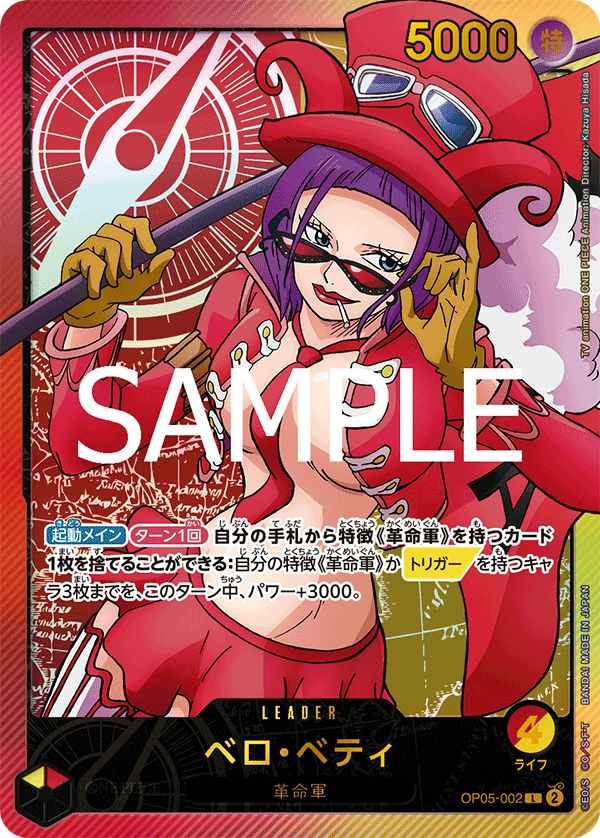 5000 特
TV animation ONE PIECE Animation Director: Kazuya Hisada
SAMPLE
起動メイン ターン1回 自分の手札から特徴《革命軍》を持つカード
1枚を捨てることができる:自分の特徴《革命軍》か トリガー を持つキャ
ラ3枚までを、このターン中、パワー+3000。
LEADER
ベロ・ベティ
革命軍
4
ライフ
OP05-002 L 2
©E.O/S ©O/S・F・T BANDAI MADE IN JAPAN